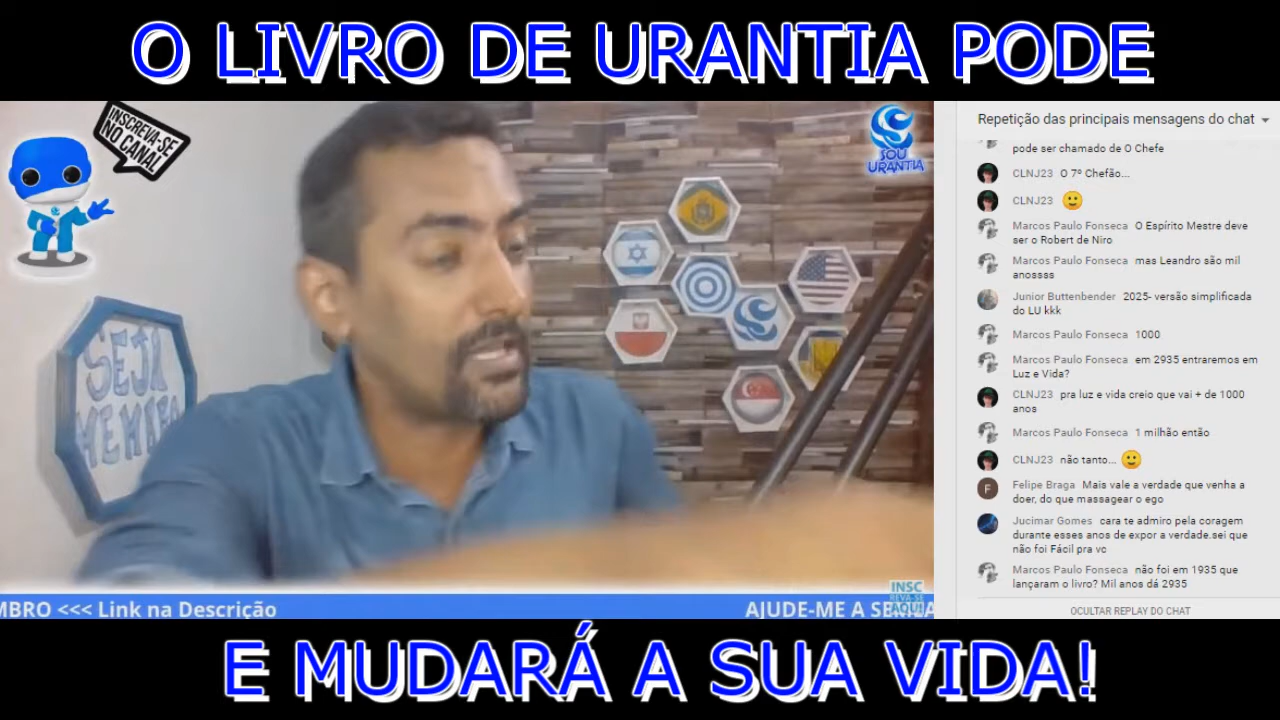 O LIVRO DE URANTIA PODE
INSCREVA-SE
NO CANAL
SOU
URANTIA
SEJA
MEMBRO
Repetição das principais mensagens do chat
pode ser chamado de O Chefe
CLNJ23 O 7º Chefão...
CLNJ23 🙂
Marcos Paulo Fonseca O Espírito Mestre deve
ser o Robert de Niro
Marcos Paulo Fonseca mas Leandro são mil
anossss
Junior Buttenbender 2025- versão simplificada
do LU kkk
Marcos Paulo Fonseca 1000
Marcos Paulo Fonseca em 2935 entraremos em
Luz e Vida?
CLNJ23 pra luz e vida creio que vai + de 1000
anos
Marcos Paulo Fonseca 1 milhão então
CLNJ23 não tanto... 🙂
F
Felipe Braga Mais vale a verdade que venha a
doer, do que massagear o ego
Jucimar Gomes cara te admiro pela coragem
durante esses anos de expor a verdade.sei que
não foi Fácil pra vc
Marcos Paulo Fonseca não foi em 1935 que
lançaram o livro? Mil anos dá 2935
OCULTAR REPLAY DO CHAT
INSC
REVA-SE
AQUI
MBRO <<< Link na Descrição
AJUDE-ME A SEMEA
E MUDARÁ A SUA VIDA!